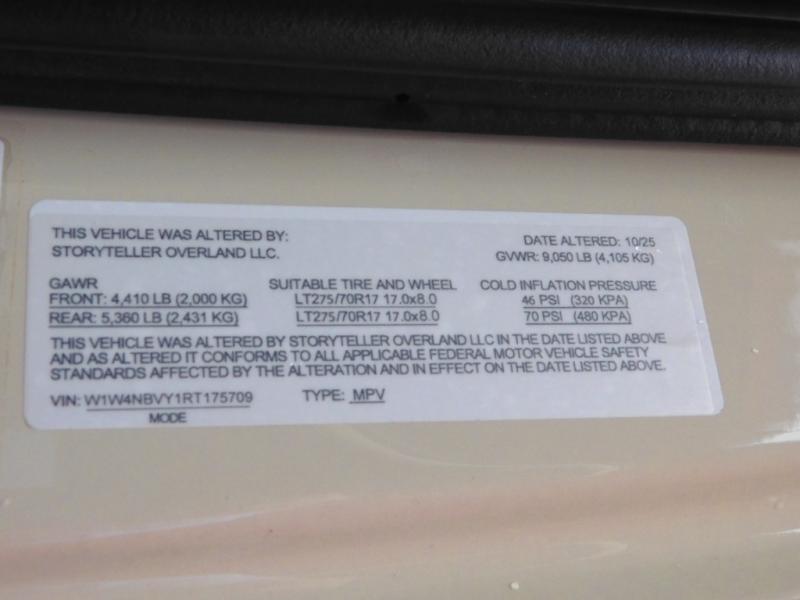 THIS VEHICLE WAS ALTERED BY:
STORYTELLER OVERLAND LLC.
DATE ALTERED: 10/25
GVWR: 9,050 LB (4,105 KG)
GAWR SUITABLE TIRE AND WHEEL COLD INFLATION PRESSURE
FRONT: 4,410 LB (2,000 KG) LT275/70R17 17.0x8.0 46 PSI (320 KPA)
REAR: 5,360 LB (2,431 KG) LT275/70R17 17.0x8.0 70 PSI (480 KPA)
THIS VEHICLE WAS ALTERED BY STORYTELLER OVERLAND LLC IN THE DATE LISTED ABOVE
AND AS ALTERED IT CONFORMS TO ALL APPLICABLE FEDERAL MOTOR VEHICLE SAFETY
STANDARDS AFFECTED BY THE ALTERATION AND IN EFFECT ON THE DATE LISTED ABOVE.
VIN: W1W4NBVY1RT175709 TYPE: MPV
MODE